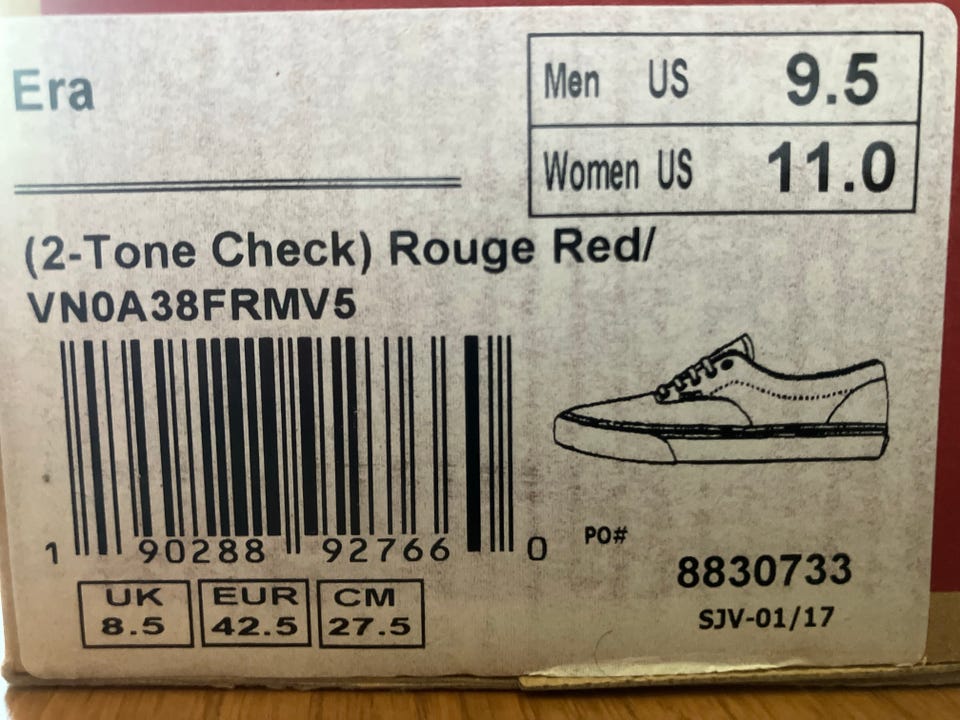 Era
Men US 9.5
Women US 11.0
(2-Tone Check) Rouge Red/
VN0A38FRMV5
1 90288 92766 0
PO#
8830733
SJV-01/17
UK EUR CM
8.5 42.5 27.5